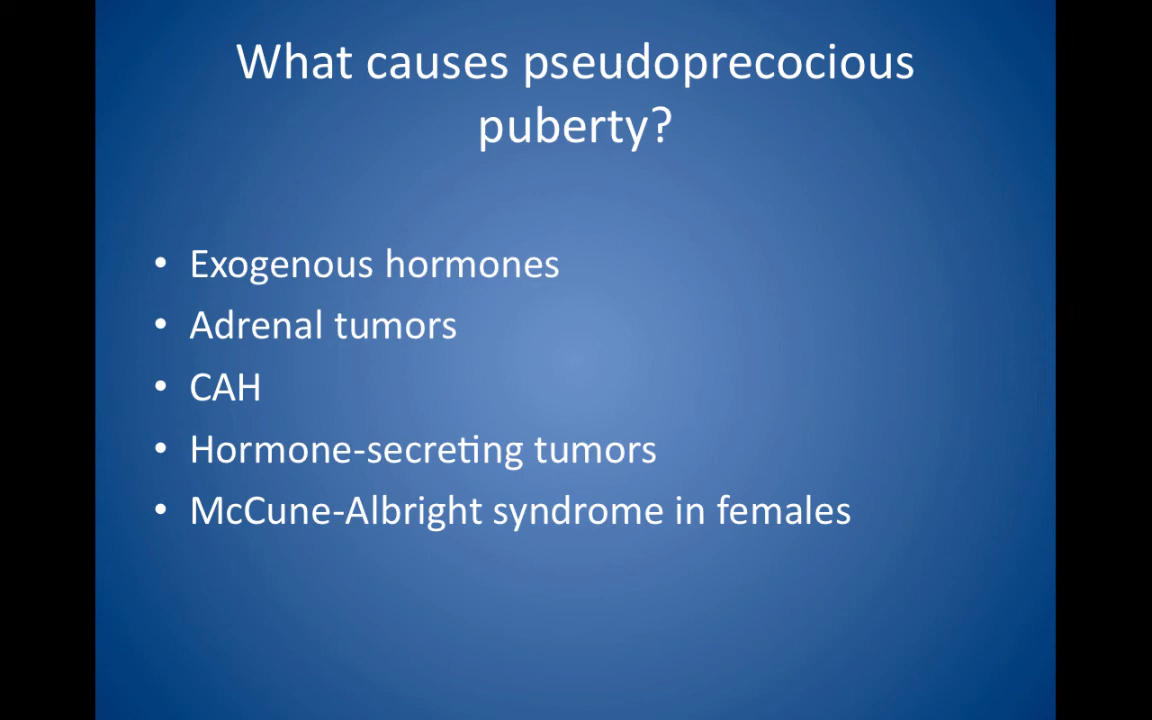 What causes pseudoprecocious
puberty?
• Exogenous hormones
• Adrenal tumors
• CAH
• Hormone-secreting tumors
• McCune-Albright syndrome in females